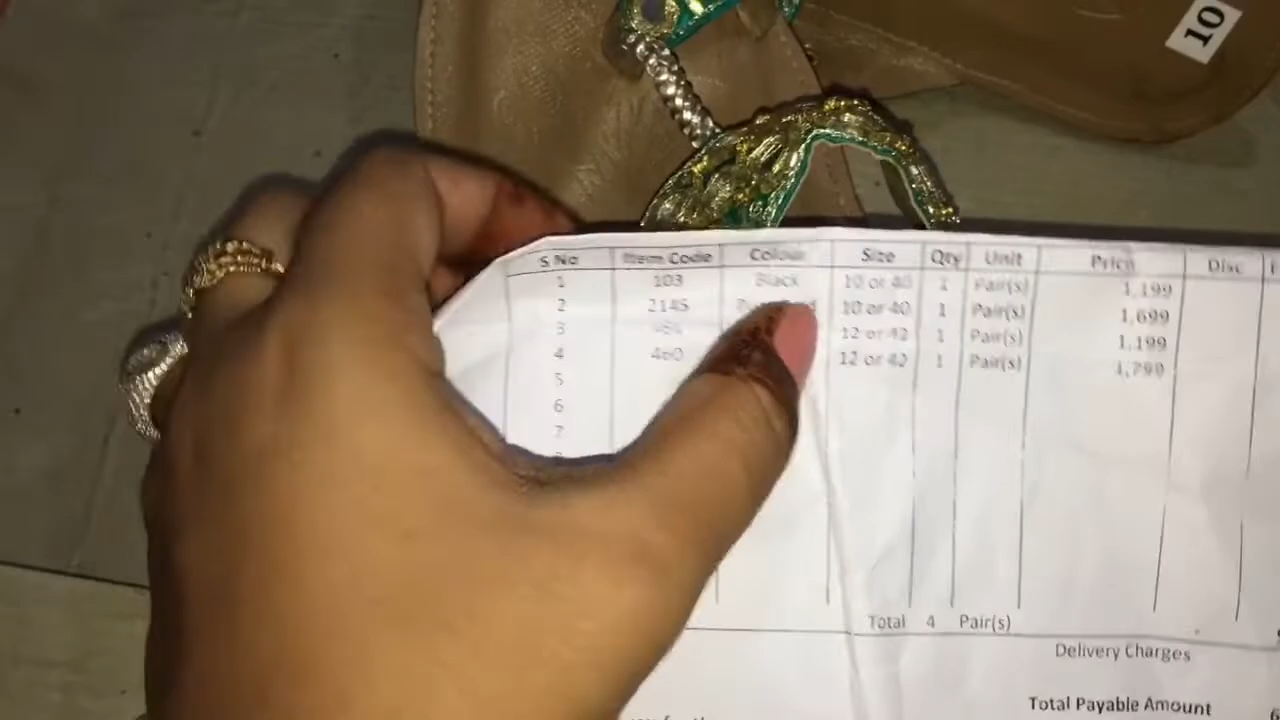 10
S No Item Code Colour Size Qty Unit Price Disc
1 103 Black 10 or 40 1 Pair(s) 1,199
2 2145 10 or 40 1 Pair(s) 1,699
3 12 or 42 1 Pair(s) 1,199
4 460 12 or 42 1 Pair(s) 1,799
5
6
7
Total 4 Pair(s)
Delivery Charges
Total Payable Amount